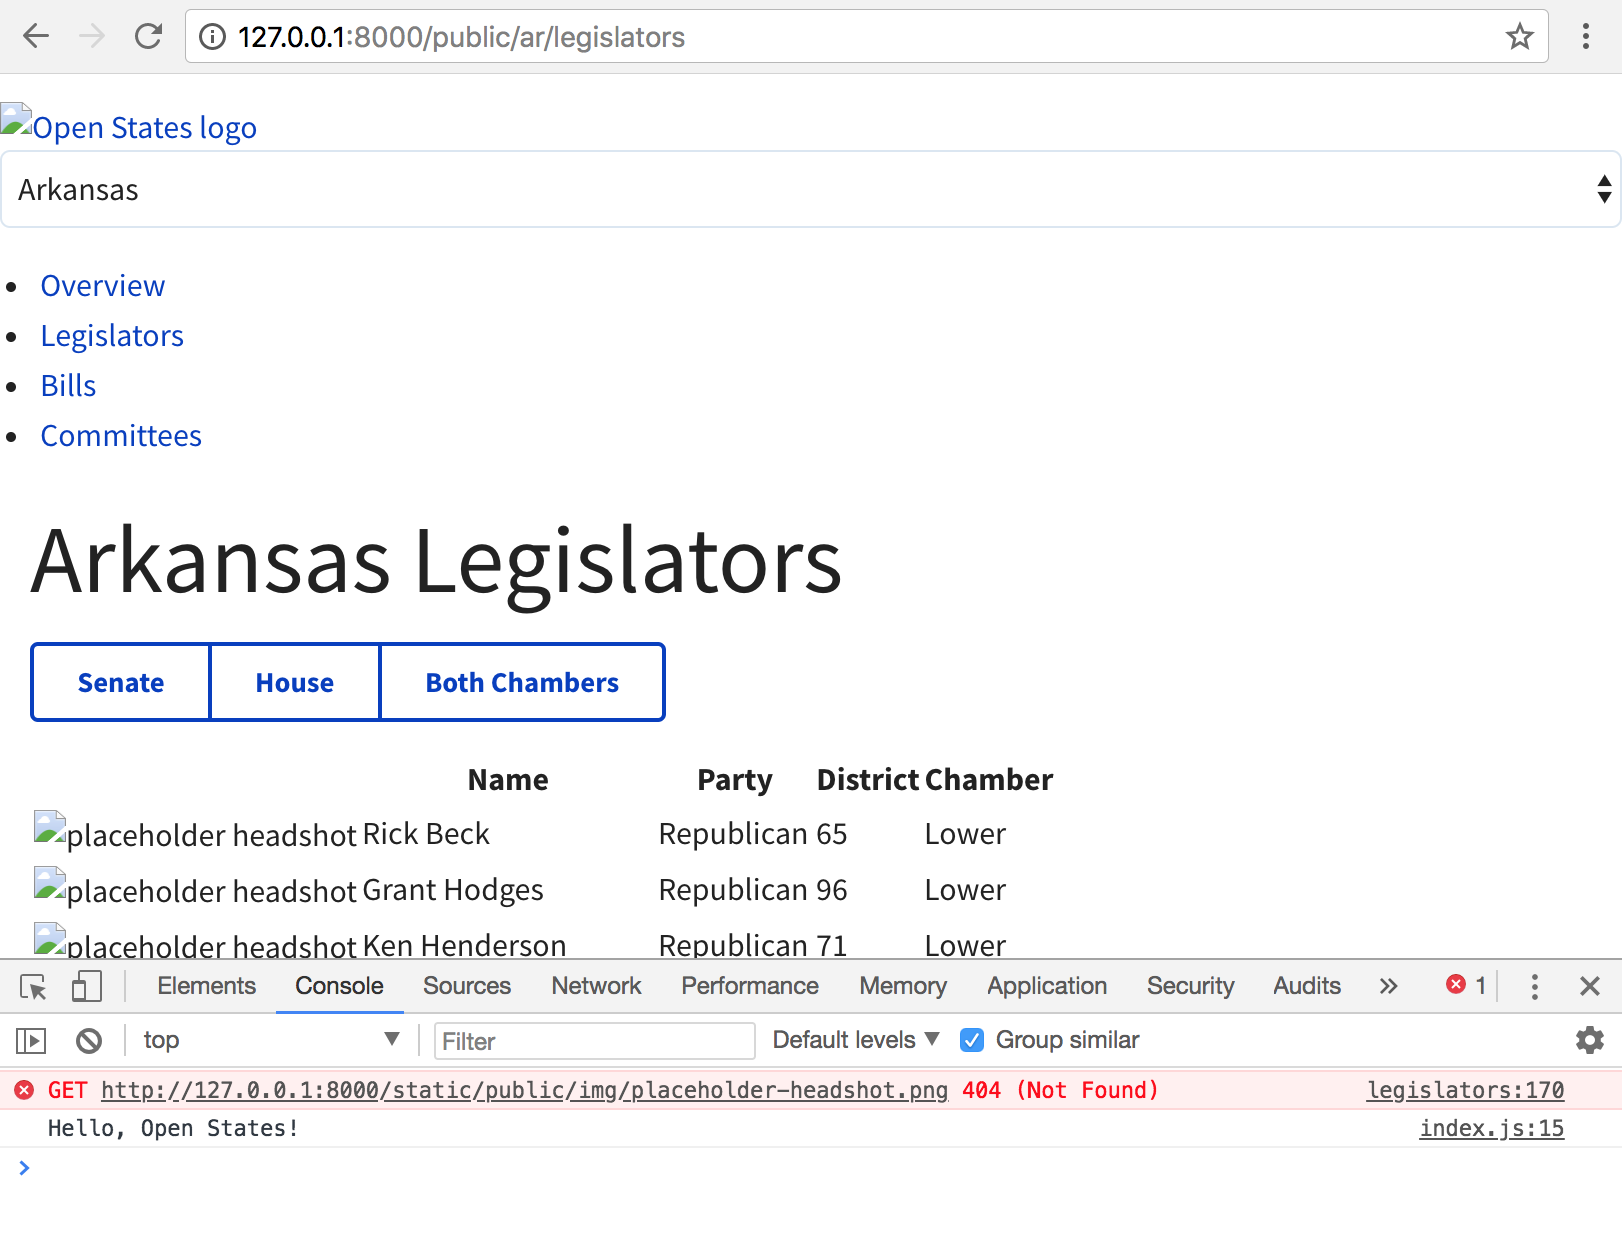 127.0.0.1:8000/public/ar/legislators
Open States logo
Arkansas
Overview
Legislators
Bills
Committees
Arkansas Legislators
Senate House Both Chambers
Name Party District Chamber
placeholder headshot Rick Beck Republican 65 Lower
placeholder headshot Grant Hodges Republican 96 Lower
placeholder headshot Ken Henderson Republican 71 Lower
Elements Console Sources Network Performance Memory Application Security Audits » 1
top Filter Default levels Group similar
GET http://127.0.0.1:8000/static/public/img/placeholder-headshot.png 404 (Not Found) legislators:170
Hello, Open States! index.js:15